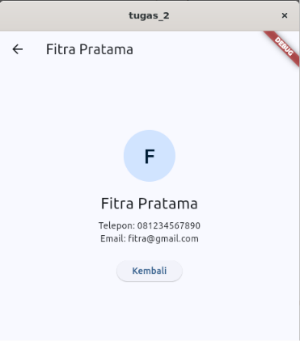 tugas_2
Fitra Pratama
DEBUG
F
Fitra Pratama
Telepon: 081234567890
Email: fitra@gmail.com
Kembali